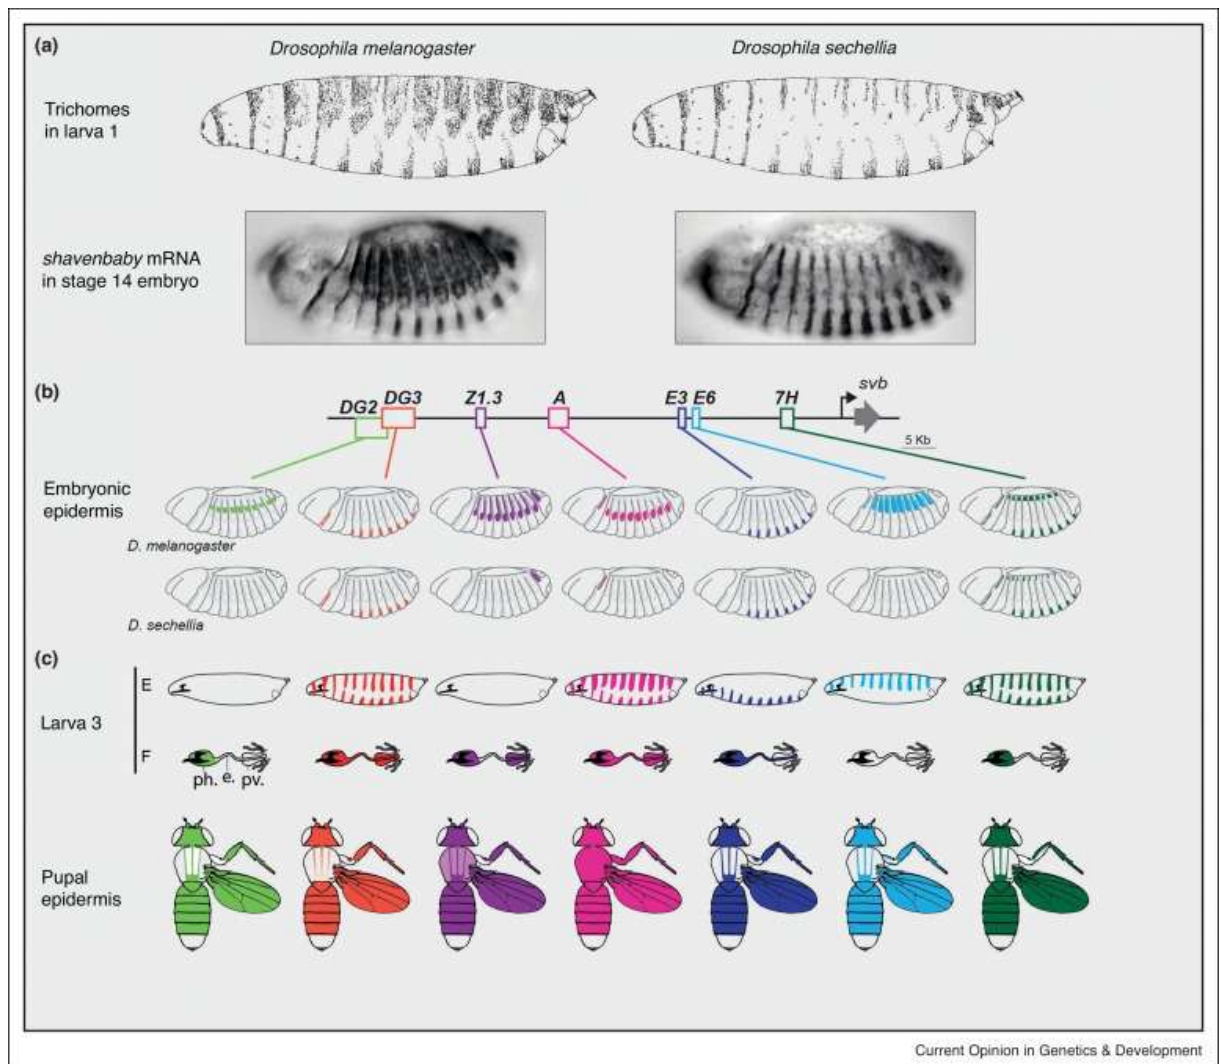 (a)
Drosophila melanogaster
Drosophila sechellia
Trichomes
in larva 1
shavenbaby mRNA
in stage 14 embryo
(b)
DG2 DG3 Z1.3 A E3 E6 7H svb
5 Kb
Embryonic
epidermis
D. melanogaster
D. sechellia
(c)
E
Larva 3
F
ph. e. pv.
Pupal
epidermis
Current Opinion in Genetics & Development